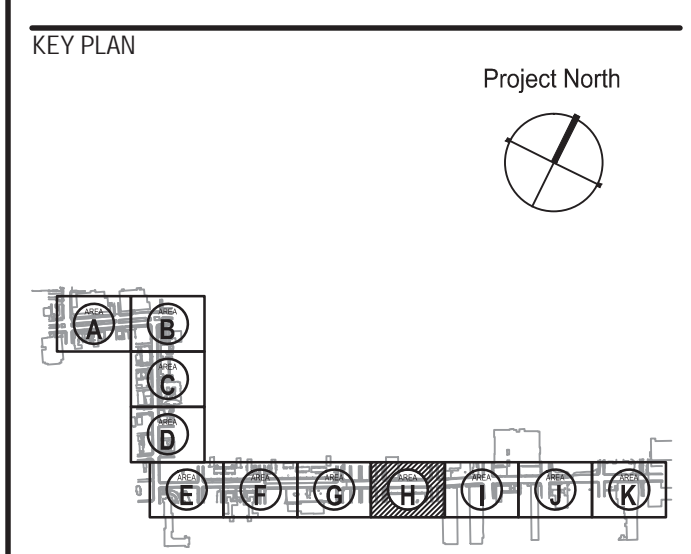 KEY PLAN
Project North
AREA
A
AREA
B
AREA
C
AREA
D
AREA
E
AREA
F
AREA
G
AREA
H
AREA
I
AREA
J
AREA
K